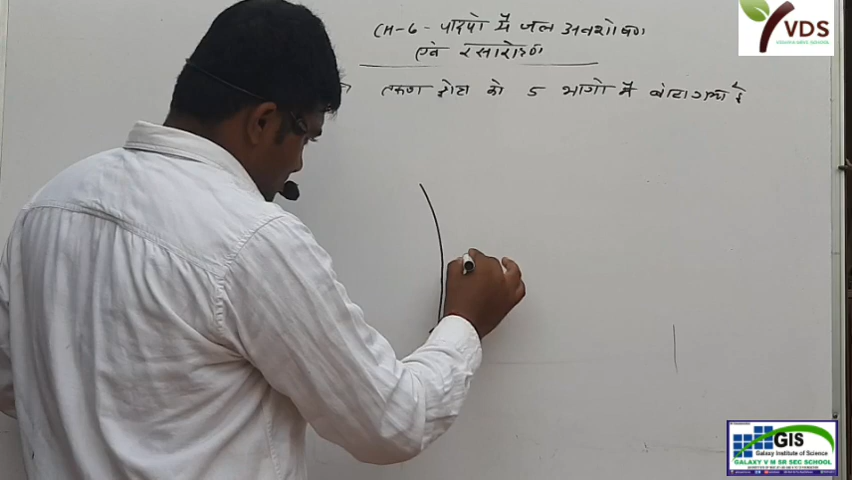 CH-6 - पादपो में जल अवशोषण
एवं रसारोहण
तरूण क्षेत्र को 5 भागो में बांटा गया है
VDS
GIS
Galaxy Institute of Science
GALAXY V M SR SEC SCHOOL